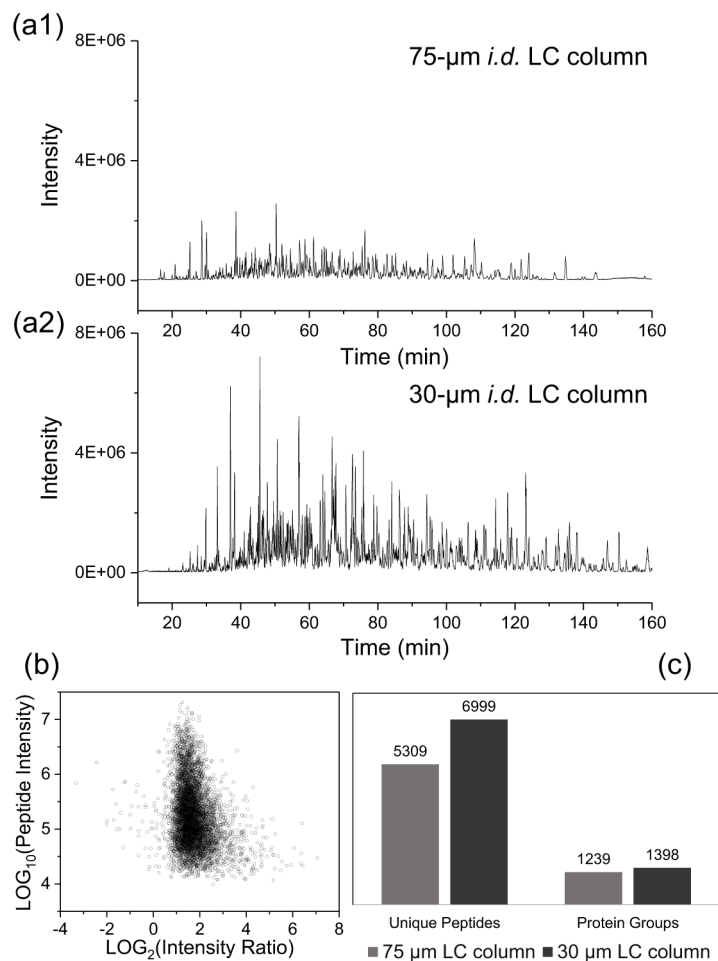 (a1)
75-μm i.d. LC column
8E+06
4E+06
0E+00
Intensity
20 40 60 80 100 120 140 160
Time (min)
(a2)
30-μm i.d. LC column
8E+06
4E+06
0E+00
Intensity
20 40 60 80 100 120 140 160
Time (min)
(b)
7
6
5
4
LOG10(Peptide Intensity)
-4 -2 0 2 4 6 8
LOG2(Intensity Ratio)
(c)
5309 6999
1239 1398
Unique Peptides Protein Groups
75 μm LC column 30 μm LC column